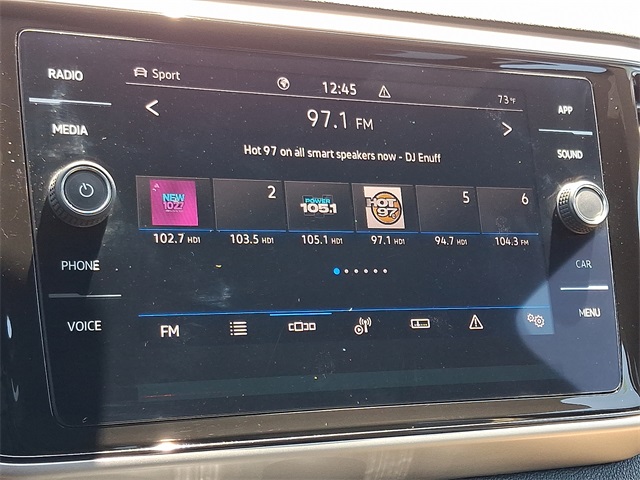 RADIO
Sport
12:45
73°F
APP
97.1 FM
MEDIA
Hot 97 on all smart speakers now - DJ Enuff
SOUND
NEW
102.7
2
POWER
105.1
HOT
97
5
6
102.7 HD1
103.5 HD1
105.1 HD1
97.1 HD1
94.7 HD1
104.3 FM
PHONE
CAR
VOICE
FM
MENU